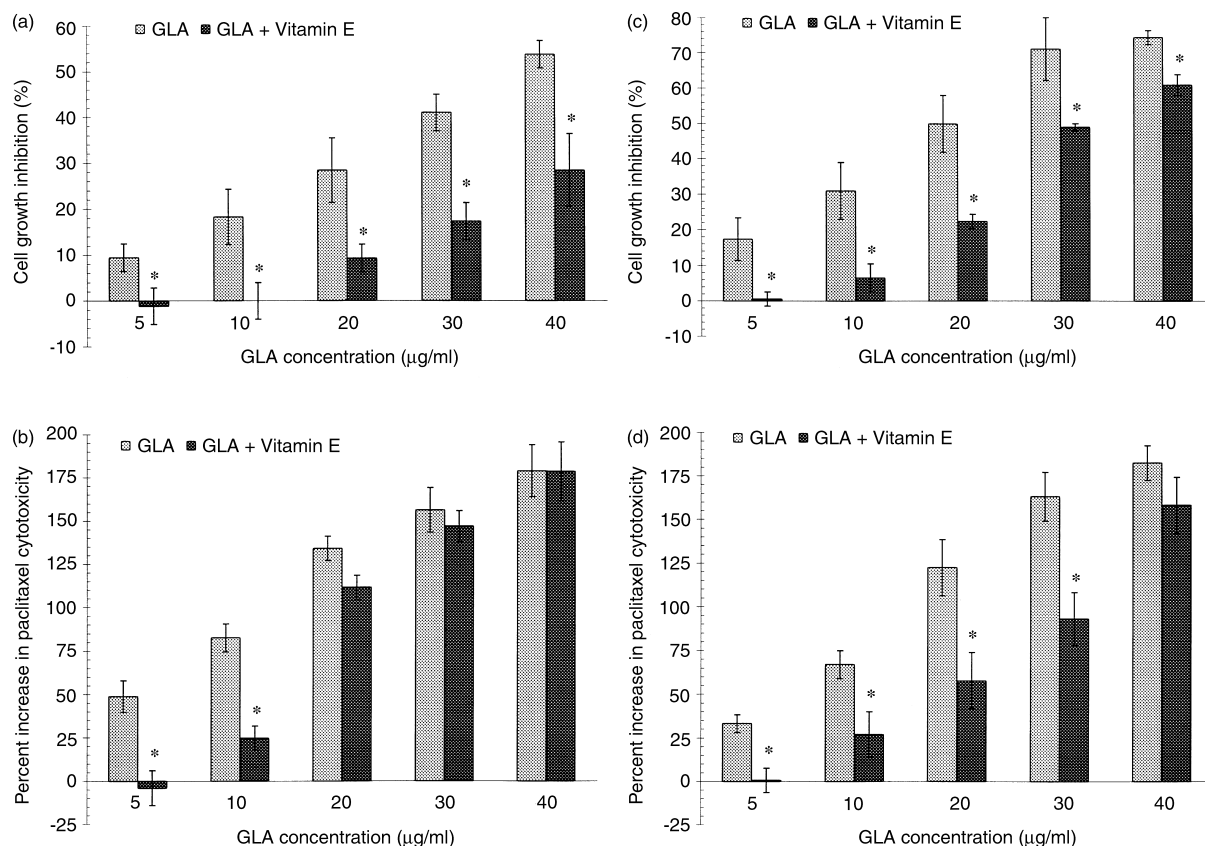 (a)
GLA GLA + Vitamin E
Cell growth inhibition (%)
60
50
40
30
20
10
0
-10
* * * * *
5 10 20 30 40
GLA concentration (μg/ml)
(c)
GLA GLA + Vitamin E
Cell growth inhibition (%)
80
70
60
50
40
30
20
10
0
-10
* * * * *
5 10 20 30 40
GLA concentration (μg/ml)
(b)
GLA GLA + Vitamin E
Percent increase in paclitaxel cytotoxicity
200
175
150
125
100
75
50
25
0
-25
* *
5 10 20 30 40
GLA concentration (μg/ml)
(d)
GLA GLA + Vitamin E
Percent increase in paclitaxel cytotoxicity
200
175
150
125
100
75
50
25
0
-25
* * * *
5 10 20 30 40
GLA concentration (μg/ml)